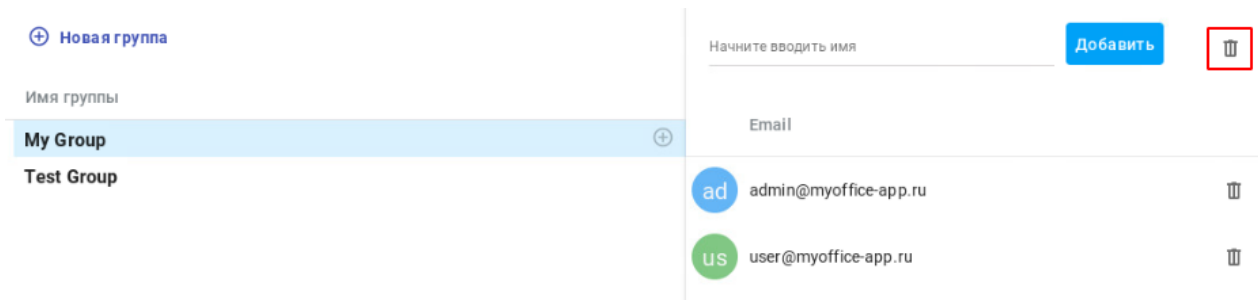 Новая группа
Начните вводить имя
Добавить
Имя группы
Email
My Group
Test Group
ad admin@myoffice-app.ru
us user@myoffice-app.ru